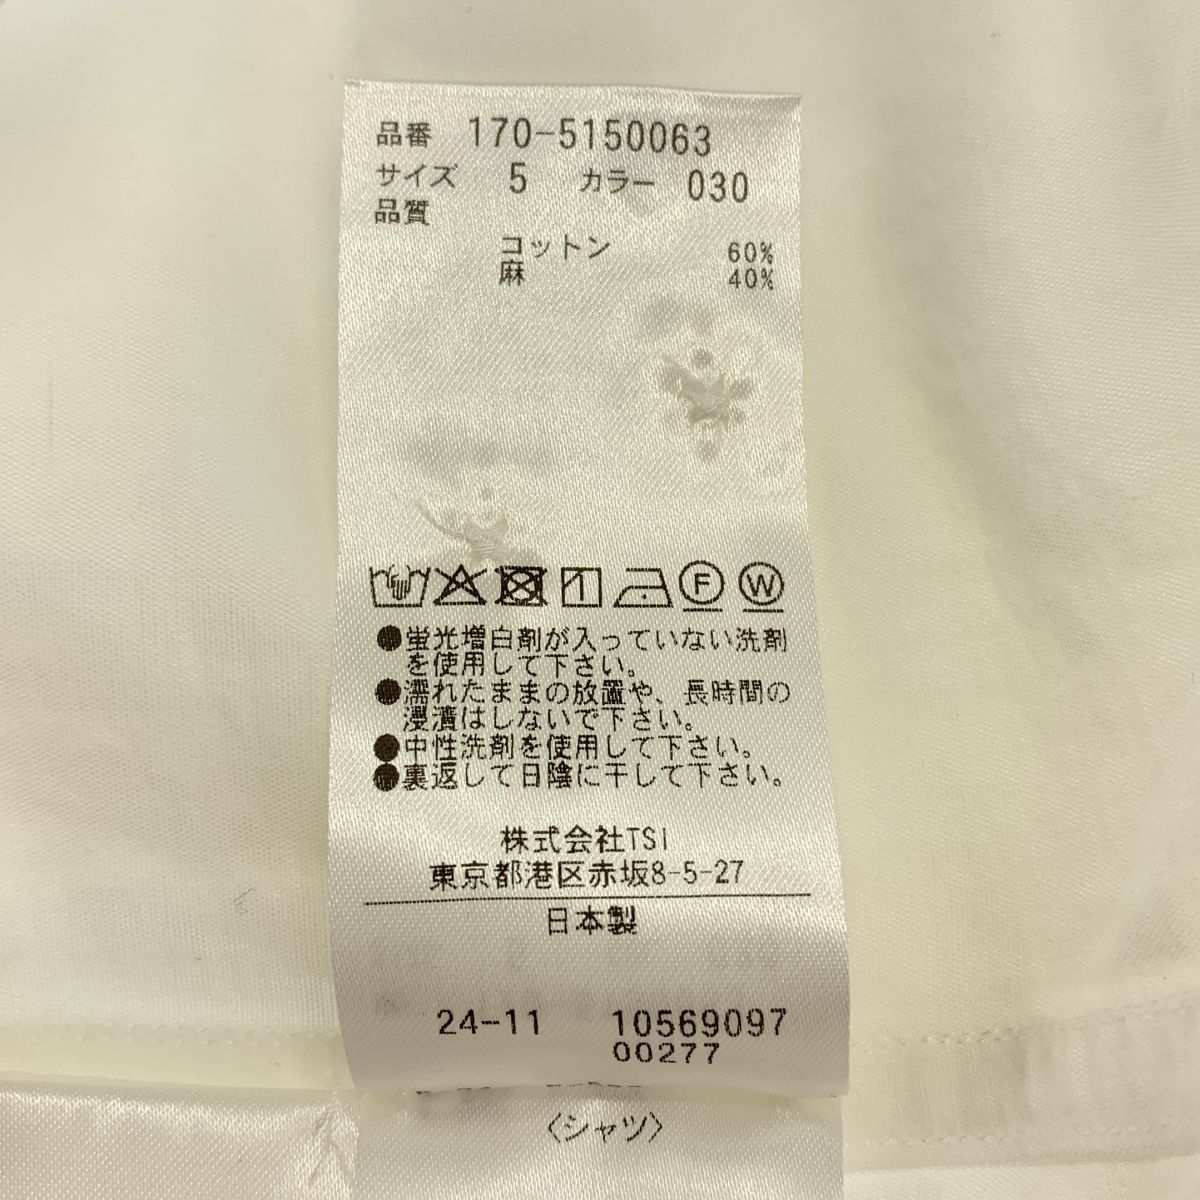 品番 170-5150063
サイズ 5 カラー 030
品質
コットン 60%
麻 40%
F W
●蛍光増白剤が入っていない洗剤
を使用して下さい。
●濡れたままの放置や、長時間の
浸漬はしないで下さい。
●中性洗剤を使用して下さい。
●裏返して日陰に干して下さい。
株式会社TSI
東京都港区赤坂8-5-27
日本製
24-11 10569097
00277
〈シャツ〉